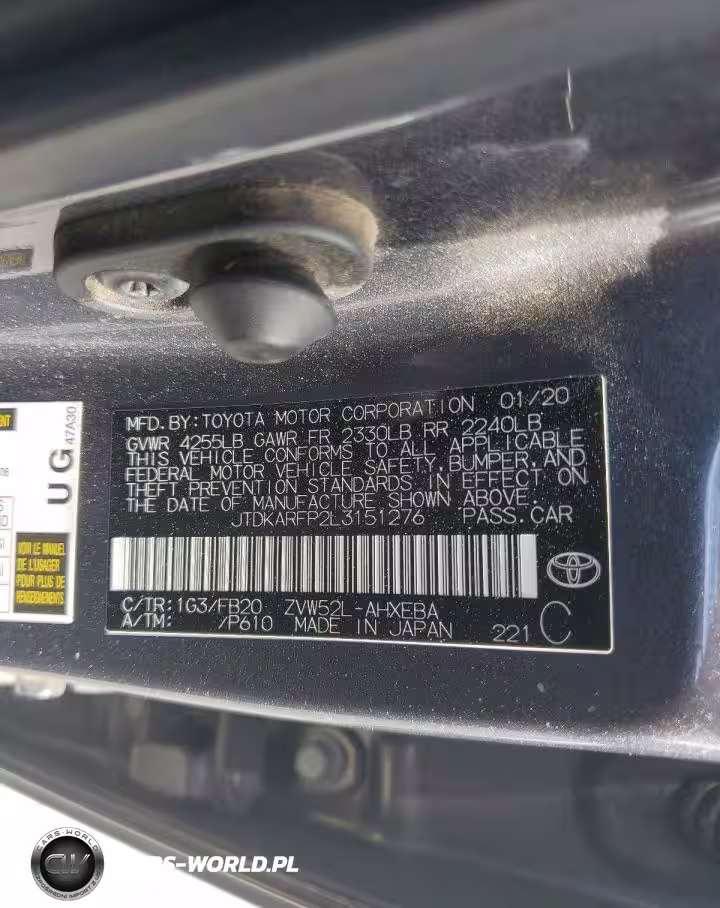 MFD.BY:TOYOTA MOTOR CORPORATION 01/20
GVWR 4255LB GAWR FR 2330LB RR 2240LB
THIS VEHICLE CONFORMS TO ALL APPLICABLE
FEDERAL MOTOR VEHICLE SAFETY,BUMPER,AND
THEFT PREVENTION STANDARDS IN EFFECT ON
THE DATE OF MANUFACTURE SHOWN ABOVE.
JTDKARFP2L3151276 PASS.CAR
C/TR:1G3/FB20 ZVW52L-AHXEBA
A/TM: /P610 MADE IN JAPAN 221 C
47A30
UG
VOIR LE MANUEL
DE L'USAGER
POUR PLUS DE
RENSEIGNEMENTS
CARS-WORLD
CW